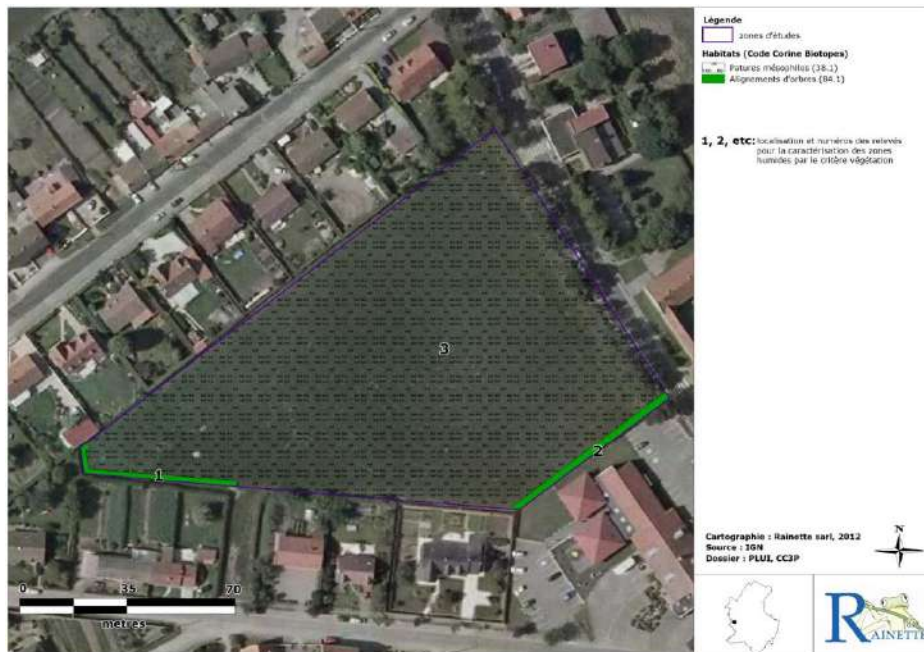 Légende
zones d'études
Habitats (Code Corine Biotopes)
Patures mésophiles (38.1)
Alignements d'arbres (84.1)
1, 2, etc: localisation et numéros des relevés
pour la caractérisation des zones
humides par le critère végétation
3
2
1
0 35 70
mètres
Cartographie : Rainette sarl, 2012
Source : IGN
Dossier : PLUI, CC3P
N
RAINETTE